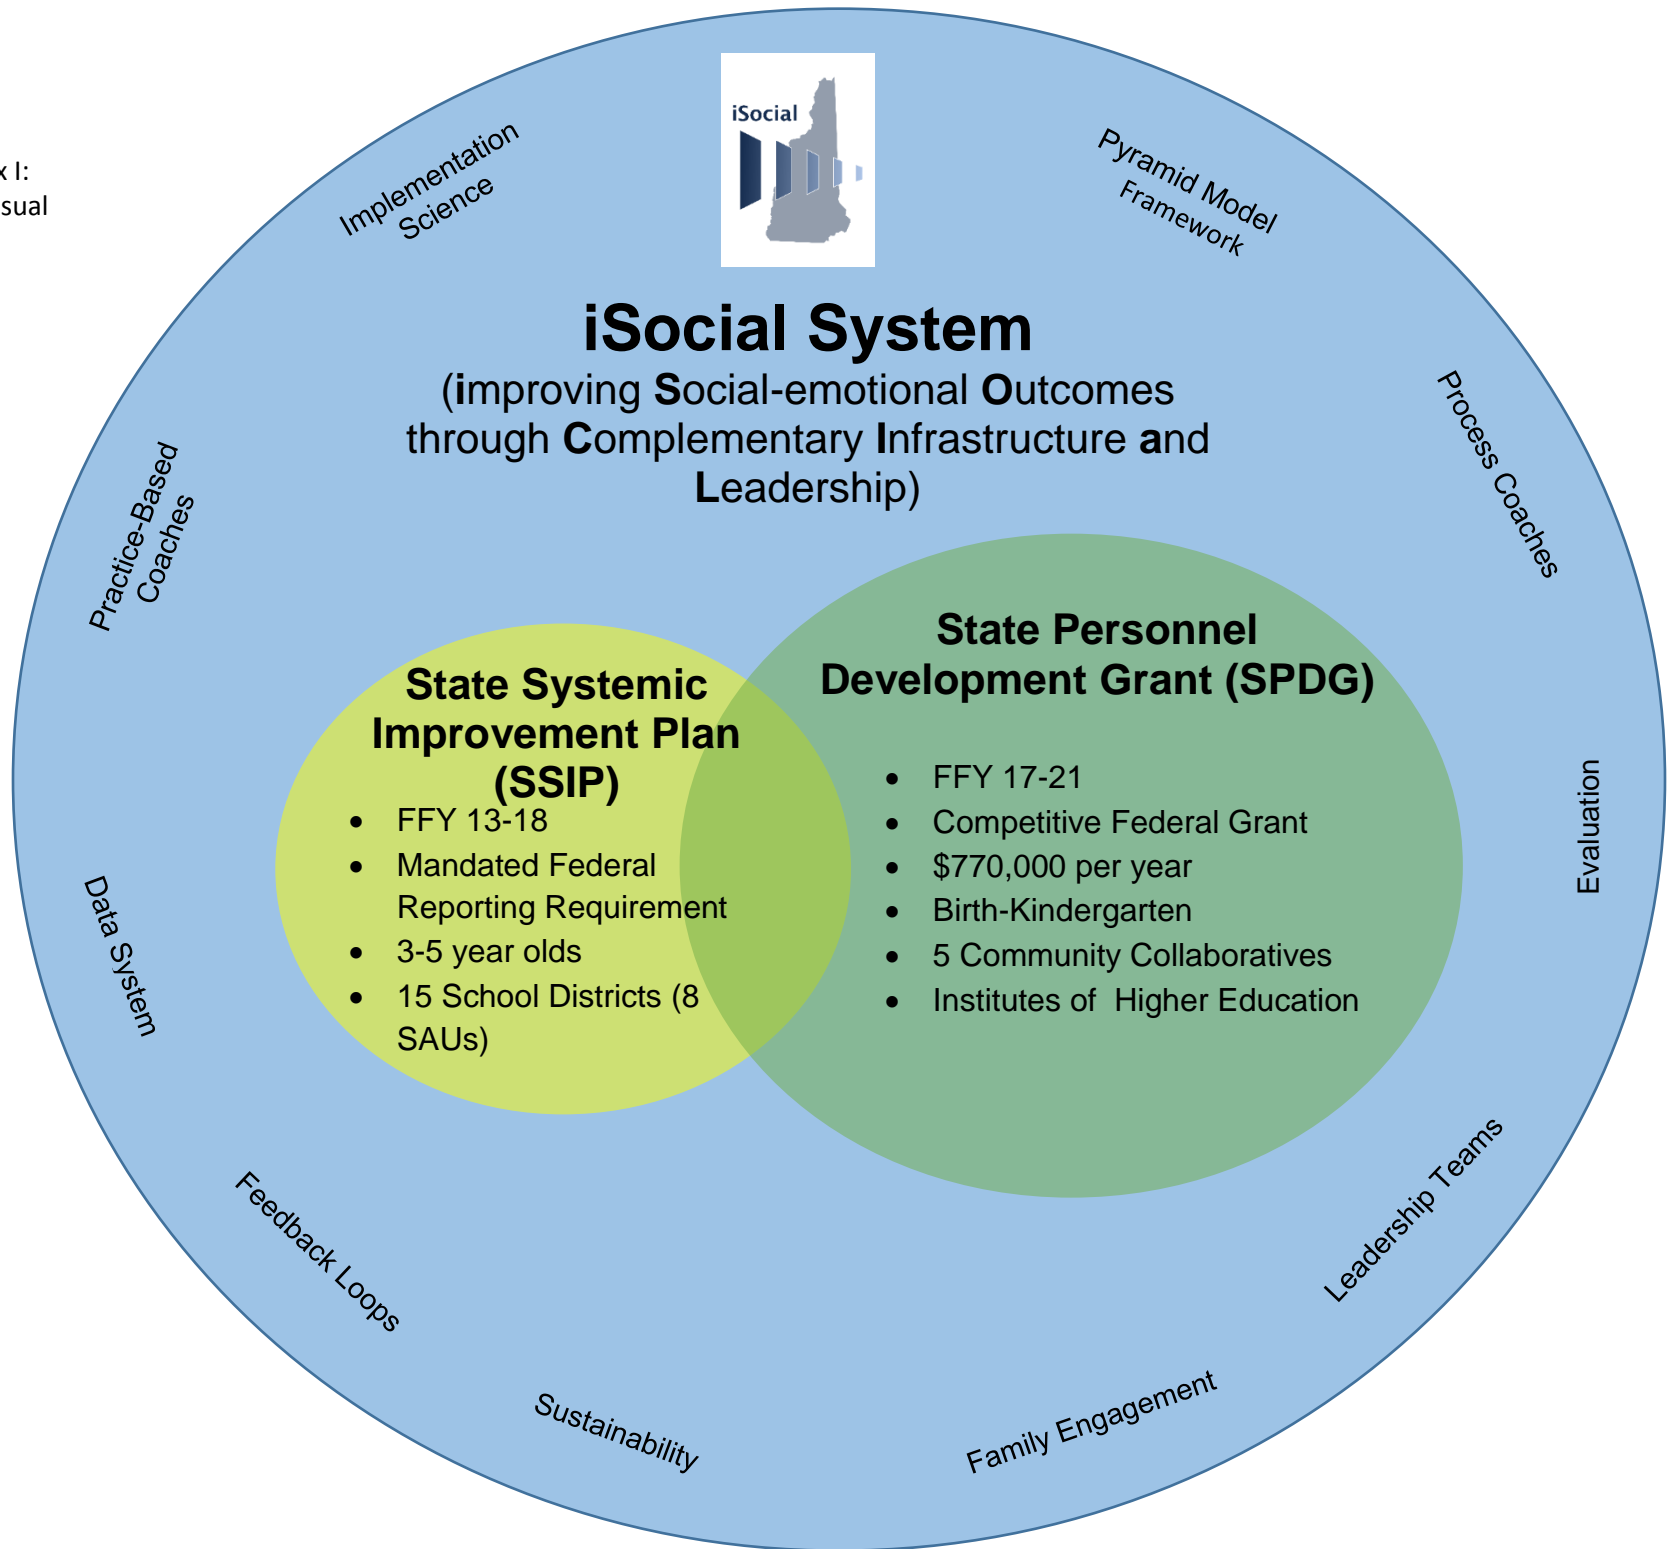 x I:
sual
iSocial
Implementation
Science
Pyramid Model
Framework
iSocial System
(improving Social-emotional Outcomes
through Complementary Infrastructure and
Leadership)
Practice-Based
Coaches
Process Coaches
State Systemic
Improvement Plan
(SSIP)
• FFY 13-18
• Mandated Federal
Reporting Requirement
• 3-5 year olds
• 15 School Districts (8
SAUs)
State Personnel
Development Grant (SPDG)
• FFY 17-21
• Competitive Federal Grant
• $770,000 per year
• Birth-Kindergarten
• 5 Community Collaboratives
• Institutes of  Higher Education
Evaluation
Data System
Feedback Loops
Leadership Teams
Sustainability
Family Engagement